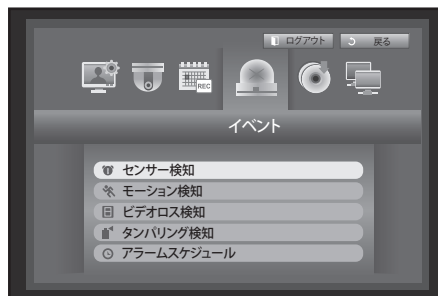 ログアウト 戻る
REC
イベント
センサー検知
モーション検知
ビデオロス検知
タンパリング検知
アラームスケジュール